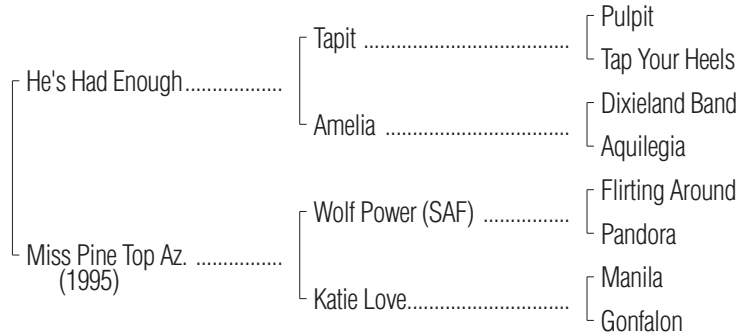 Pulpit
Tapit ....................................
Tap Your Heels
He's Had Enough..................
Dixieland Band
Amelia ................................
Aquilegia
Flirting Around
Wolf Power (SAF) ...............
Pandora
Miss Pine Top Az. ................
(1995)
Manila
Katie Love............................
Gonfalon